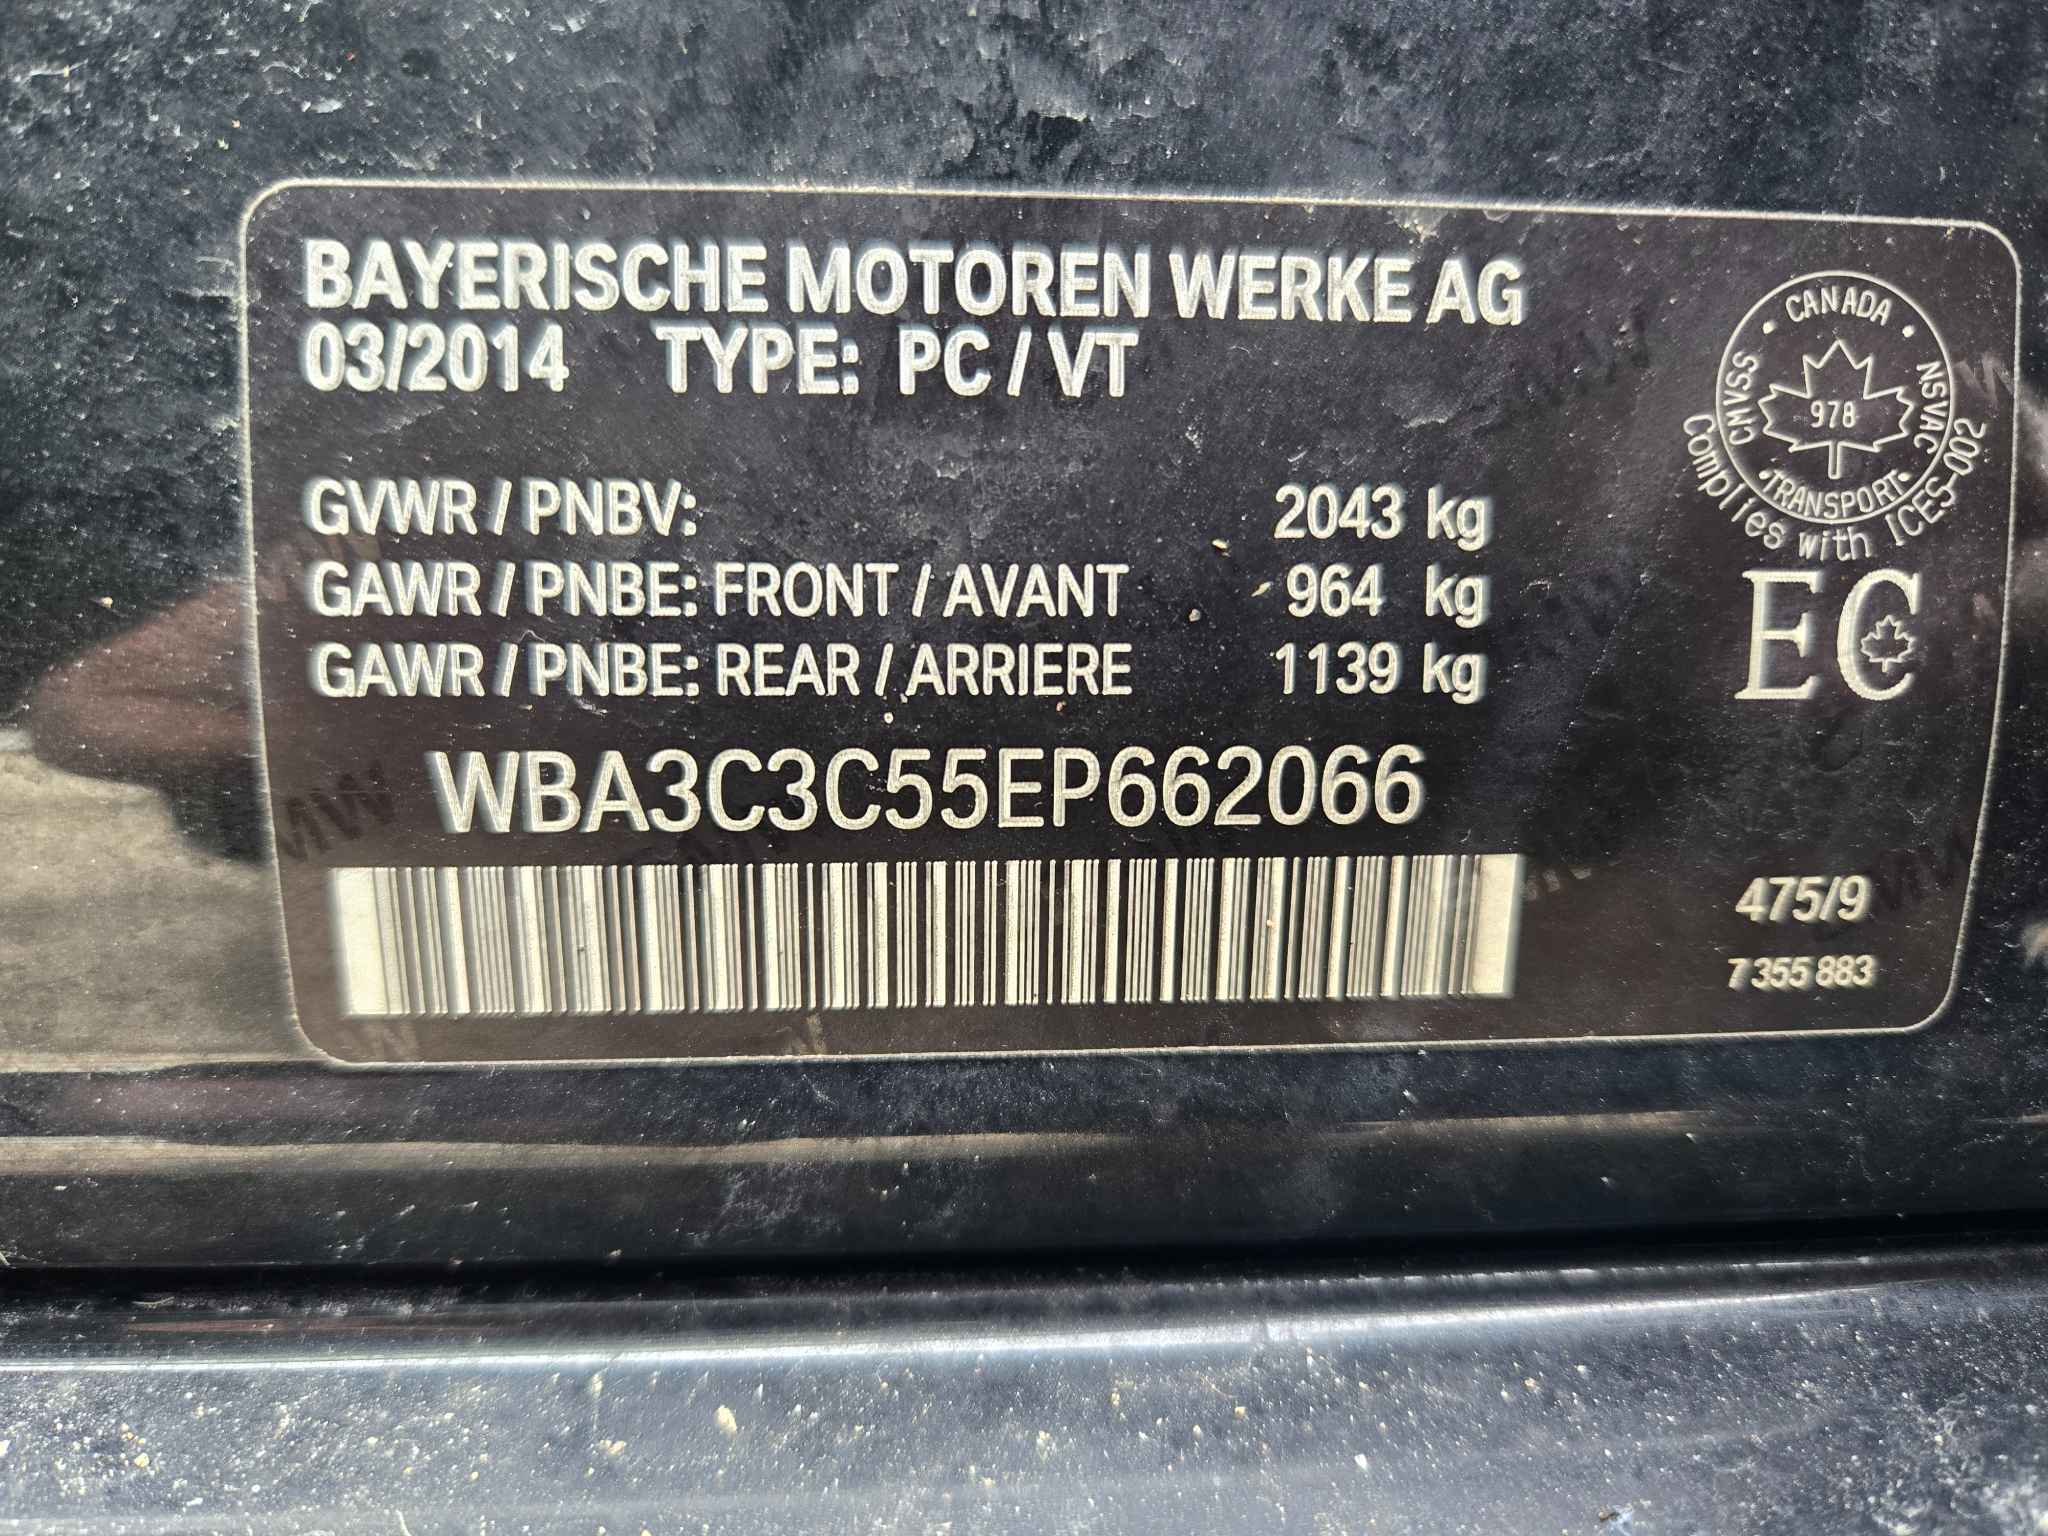 BAYERISCHE MOTOREN WERKE AG
03/2014 TYPE: PC / VT
GVWR / PNBV: 2043 kg
GAWR / PNBE: FRONT / AVANT 964 kg
GAWR / PNBE: REAR / ARRIERE 1139 kg
WBA3C3C55EP662066
CANADA
CMVSS
NSVAC
978
TRANSPORT
Complies with ICES-002
EC
475/9
7 355 883